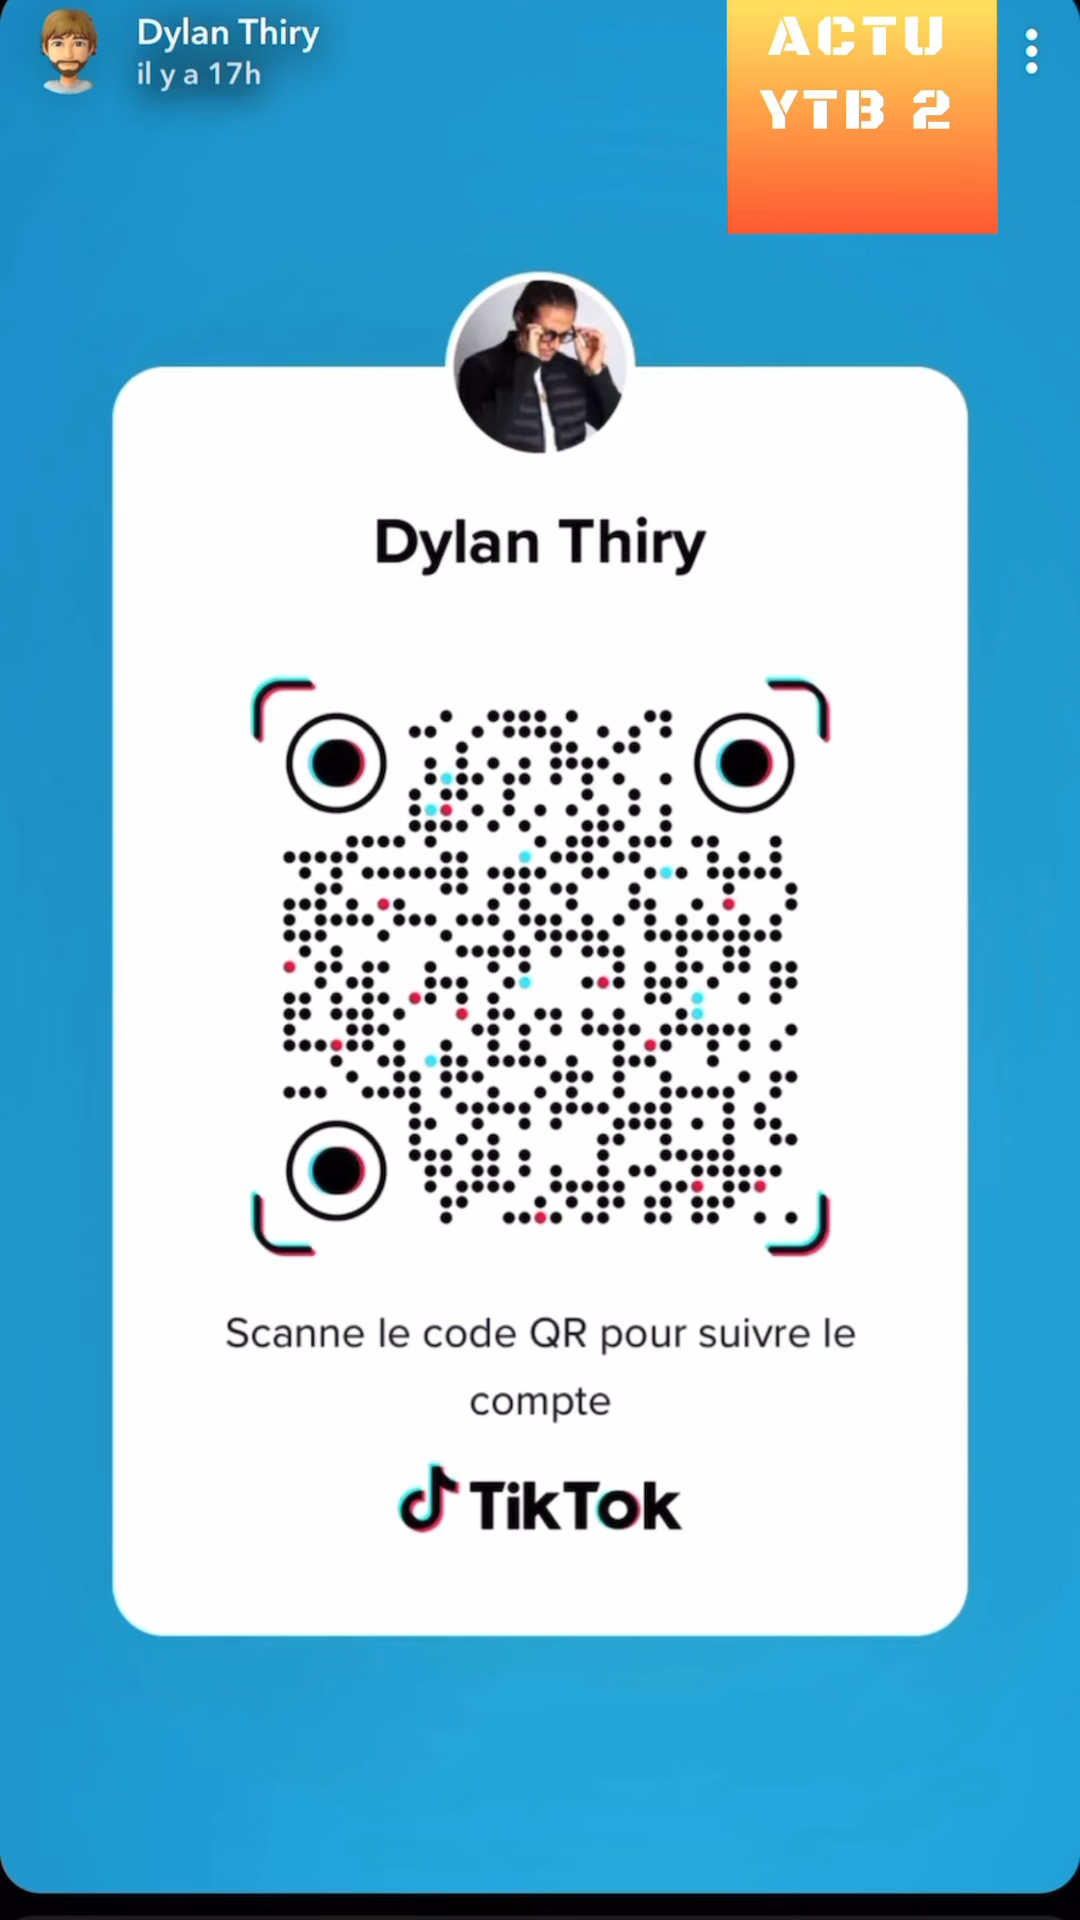 Dylan Thiry
il y a 17h
ACTU
YTB 2
Dylan Thiry
Scanne le code QR pour suivre le
compte
TikTok